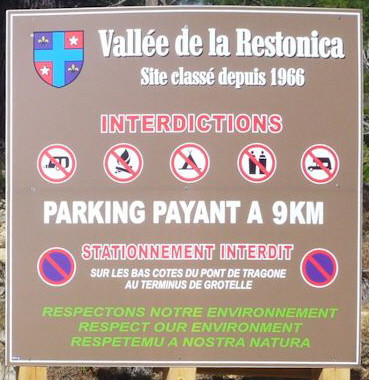 Vallée de la Restonica
Site classé depuis 1966
INTERDICTIONS
PARKING PAYANT A 9KM
STATIONNEMENT INTERDIT
SUR LES BAS COTES DU PONT DE TRAGONE
AU TERMINUS DE GROTELLE
RESPECTONS NOTRE ENVIRONNEMENT
RESPECT OUR ENVIRONMENT
RESPETEMU A NOSTRA NATURA